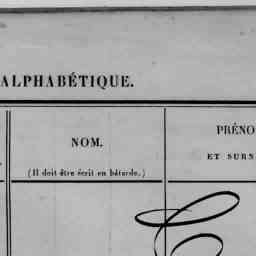 ALPHABÉTIQUE.
NOM.
(Il doit être écrit en bâtarde.)
PRÉNO
ET SURN